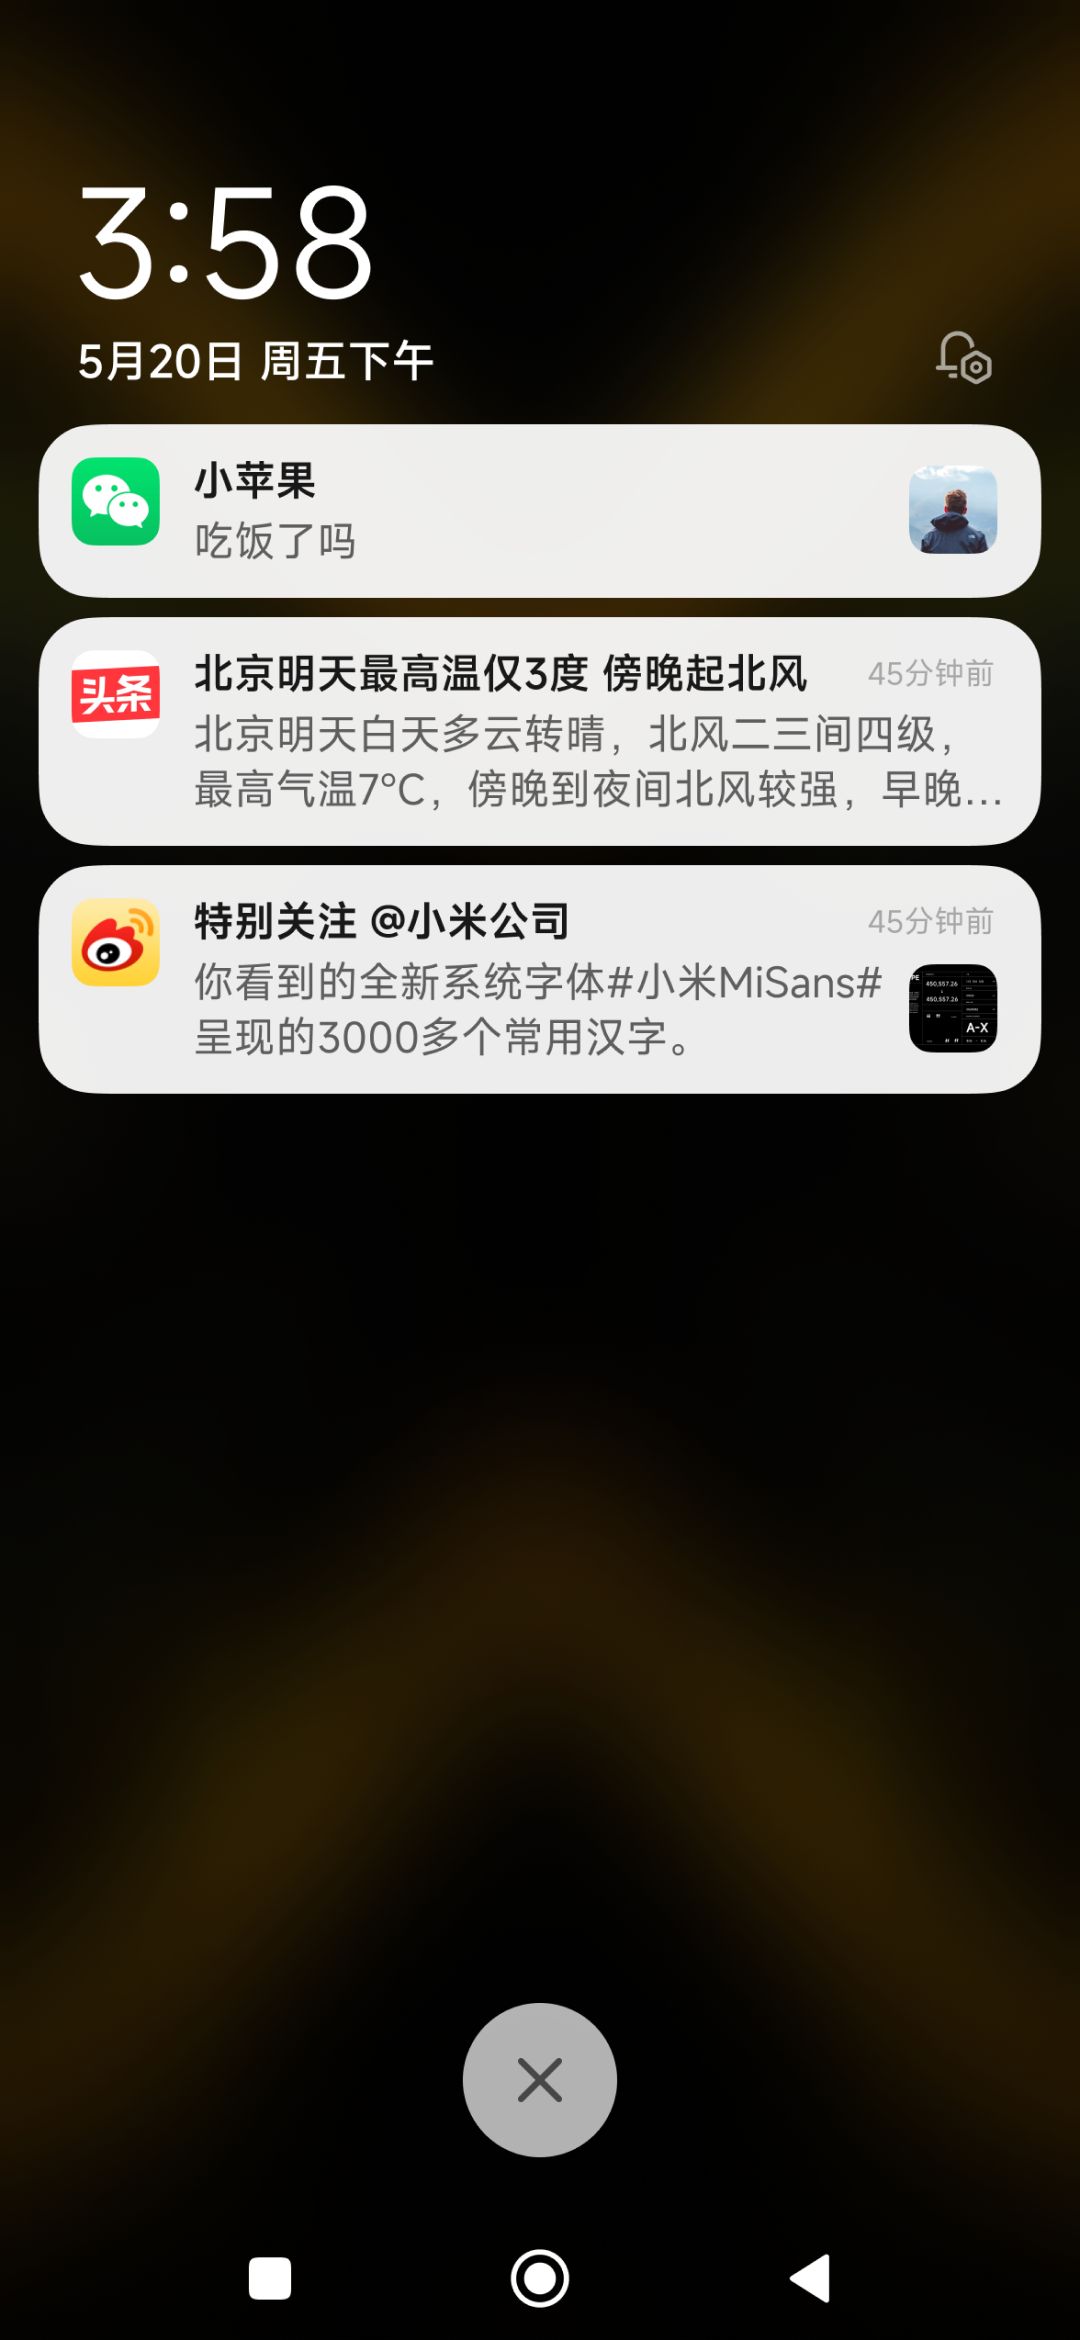 3:58
5月20日 周五下午
小苹果
吃饭了吗
头条
北京明天最高温仅3度 傍晚起北风
45分钟前
北京明天白天多云转晴，北风二三间四级，
最高气温7°C，傍晚到夜间北风较强，早晚...
特别关注 @小米公司
45分钟前
你看到的全新系统字体#小米MiSans#
呈现的3000多个常用汉字。
450,557.26
450,557.26
A-X